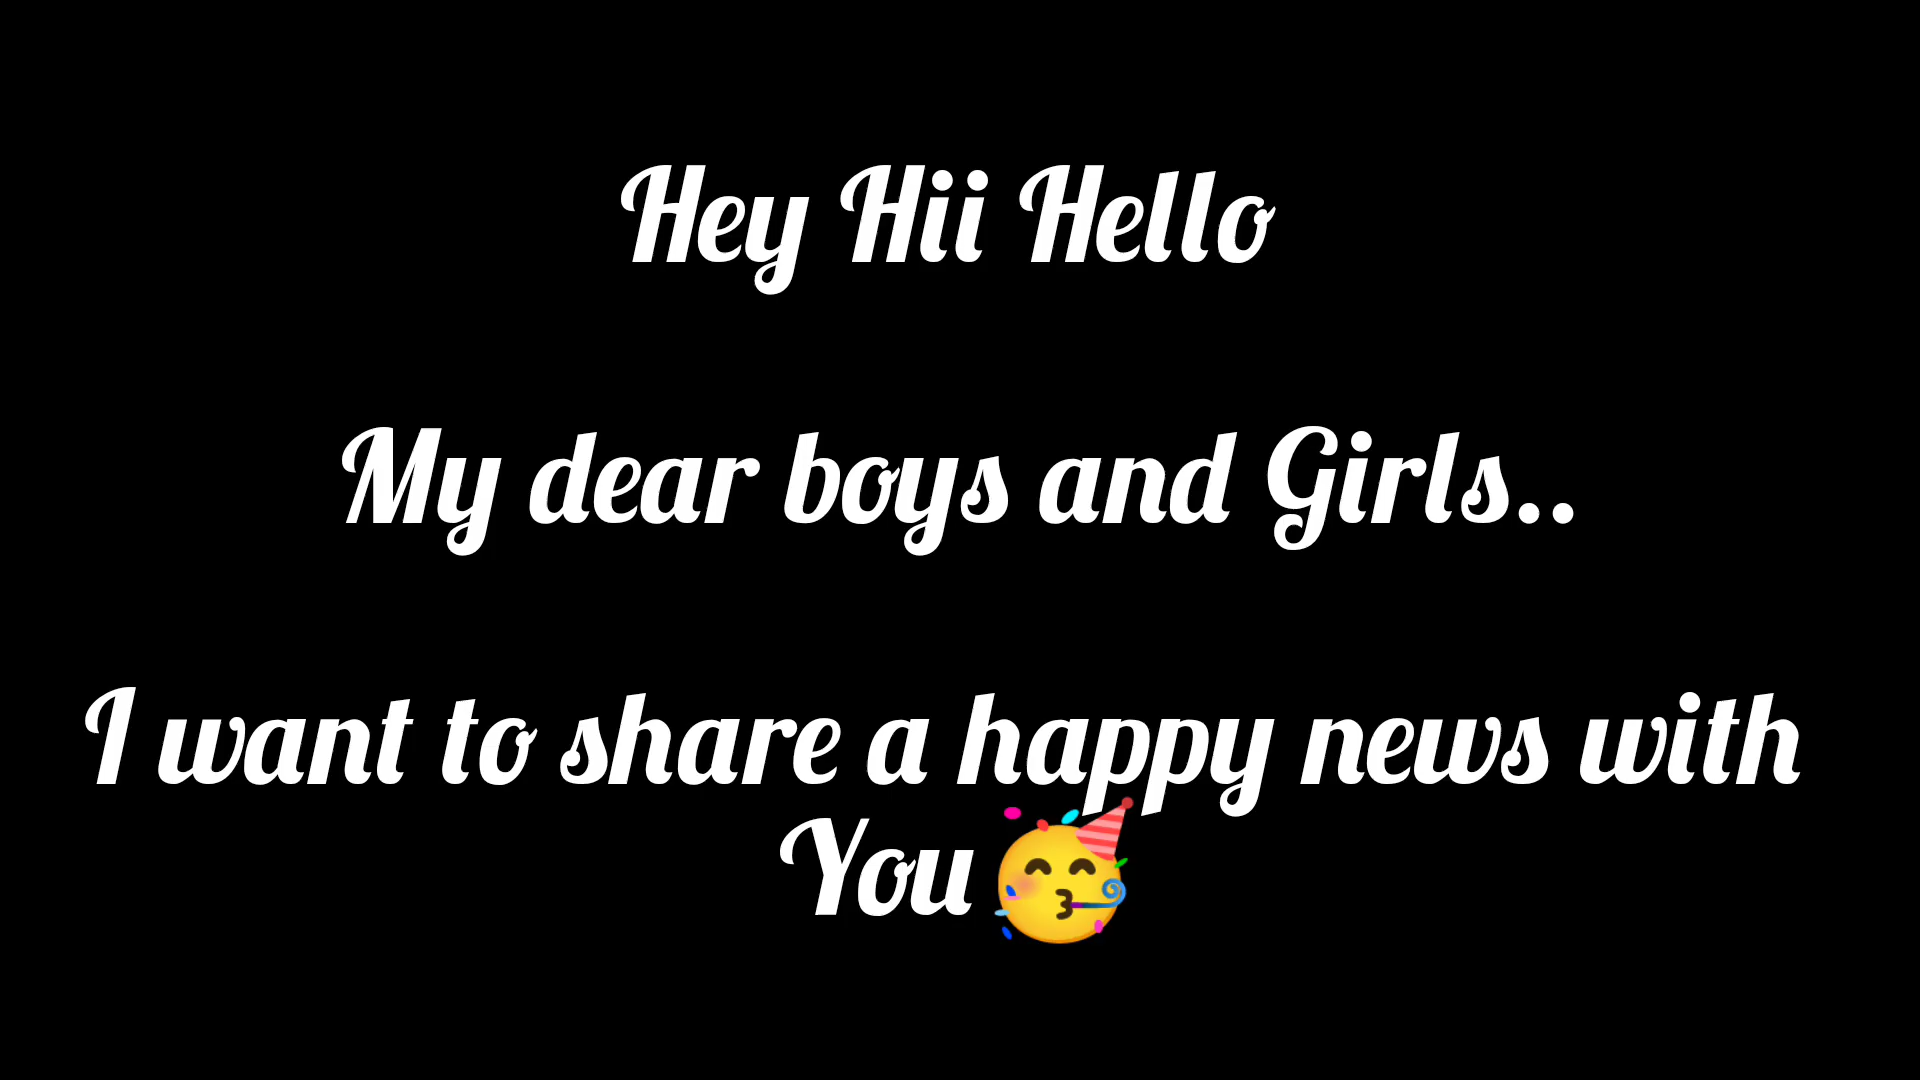 Hey Hii Hello
My dear boys and Girls..
I want to share a happy news with
You 🥳